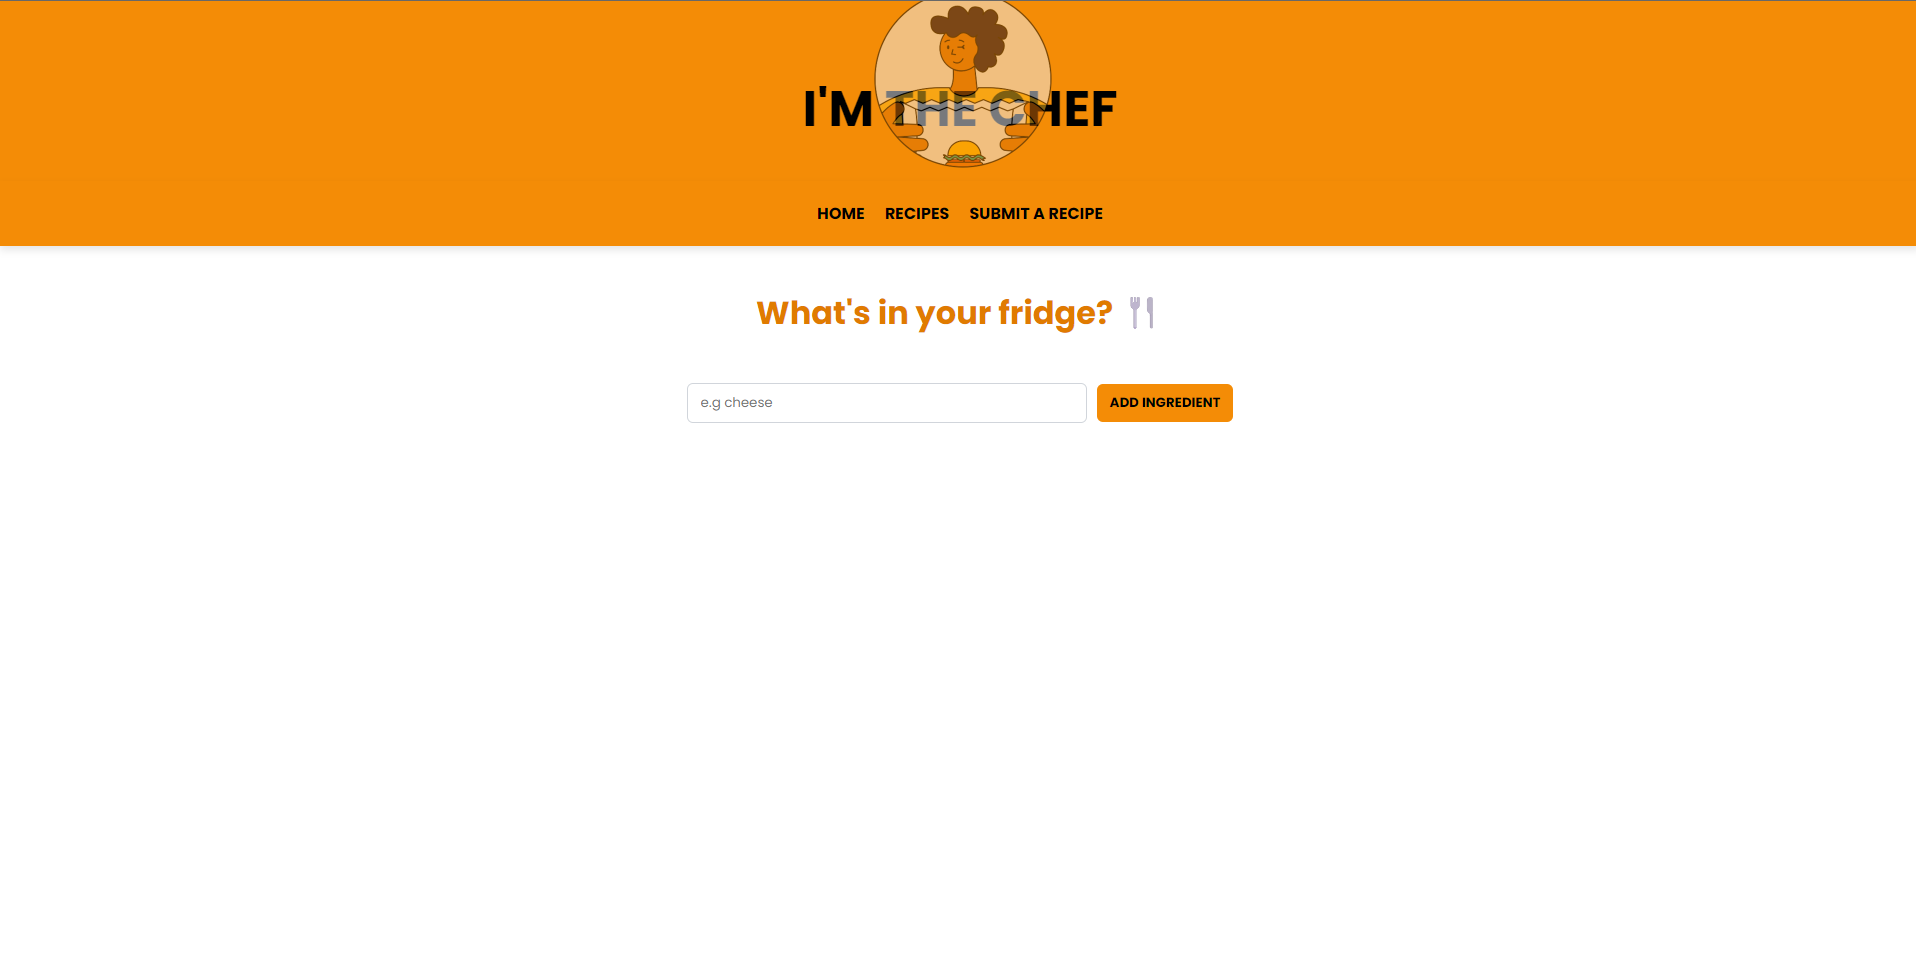 I'M THE CHEF
HOME RECIPES SUBMIT A RECIPE
What's in your fridge?
e.g cheese
ADD INGREDIENT